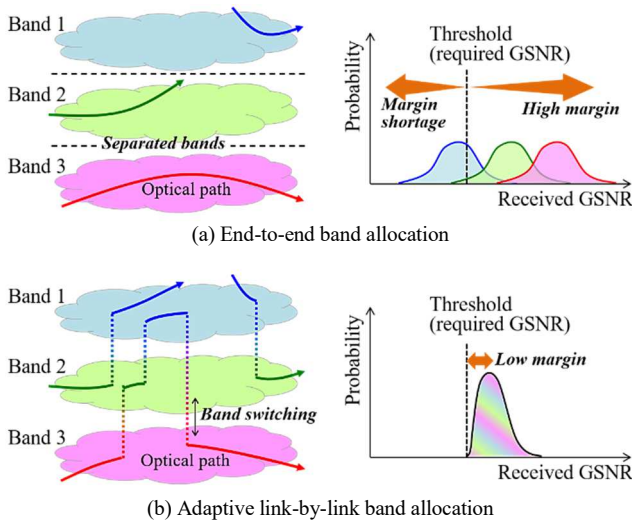 Band 1
Band 2
Separated bands
Band 3
Optical path
Threshold
(required GSNR)
Margin
shortage
High margin
Probability
Received GSNR
(a) End-to-end band allocation
Band 1
Band 2
Band switching
Band 3
Optical path
Threshold
(required GSNR)
Low margin
Probability
Received GSNR
(b) Adaptive link-by-link band allocation